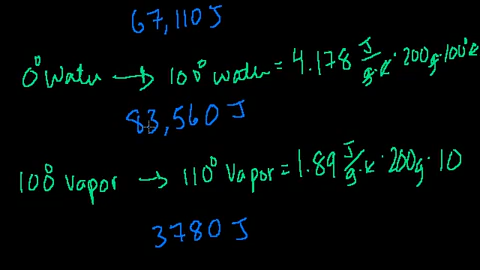 67,110 J
0° Water → 100° water = 4.178 J/g·K · 200g · 100°K
83,560 J
100° vapor → 110° vapor = 1.89 J/g·K · 200g · 10
3780 J